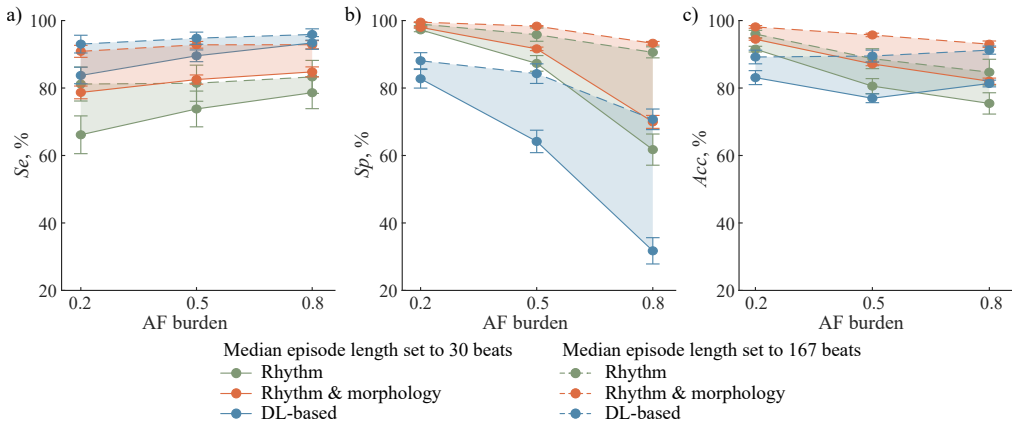 a)
100
80
60
40
20
Se, %
0.2 0.5 0.8
AF burden
b)
100
80
60
40
20
Sp, %
0.2 0.5 0.8
AF burden
c)
100
80
60
40
20
Acc, %
0.2 0.5 0.8
AF burden
Median episode length set to 30 beats
Rhythm
Rhythm & morphology
DL-based
Median episode length set to 167 beats
Rhythm
Rhythm & morphology
DL-based